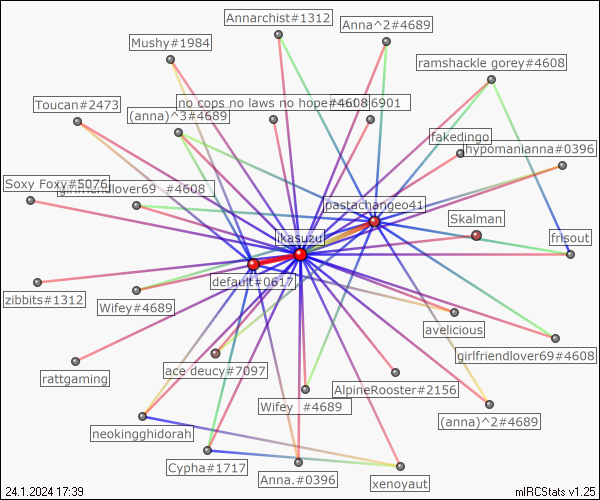 Annarchist#1312
Anna^2#4689
Mushy#1984
ramshackle gorey#4608
Toucan#2473
no cops no laws no hope#4608
6901
(anna)^3#4689
fakedingo
hypomanianna#0396
Soxy Foxy#5076
girlfriendlover69 #4608
pastachangeo41
Skalman
ikasuzu
frisout
default#0617
zibbits#1312
Wifey#4689
avelicious
girlfriendlover69#4608
ace deucy#7097
rattgaming
AlpineRooster#2156
Wifey #4689
(anna)^2#4689
neokingghidorah
Cypha#1717
Anna.#0396
xenoyaut
24.1.2024 17:39
mIRCStats v1.25